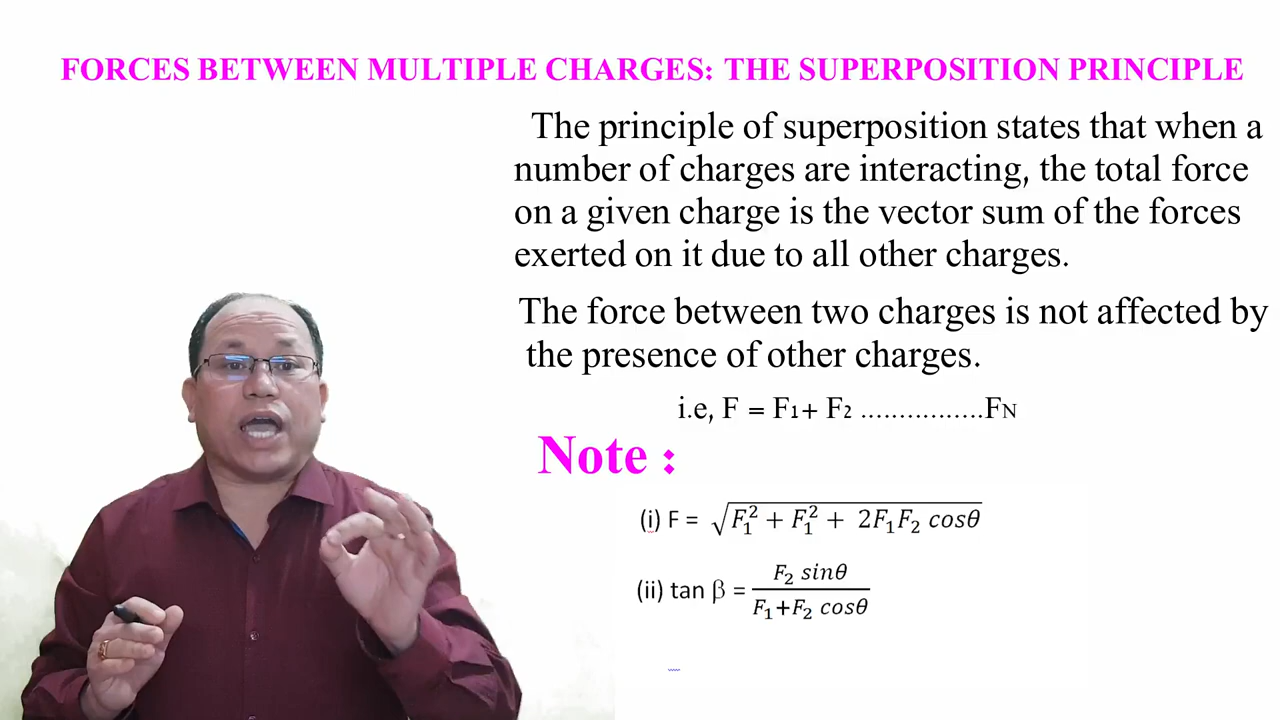 FORCES BETWEEN MULTIPLE CHARGES: THE SUPERPOSITION PRINCIPLE
The principle of superposition states that when a
number of charges are interacting, the total force
on a given charge is the vector sum of the forces
exerted on it due to all other charges.
The force between two charges is not affected by
the presence of other charges.
i.e, F = F₁+ F₂ ................Fɴ
Note :
(i) F = √(F₁² + F₁² + 2F₁F₂ cosθ)
(ii) tan β = F₂ sinθ / F₁+F₂ cosθ